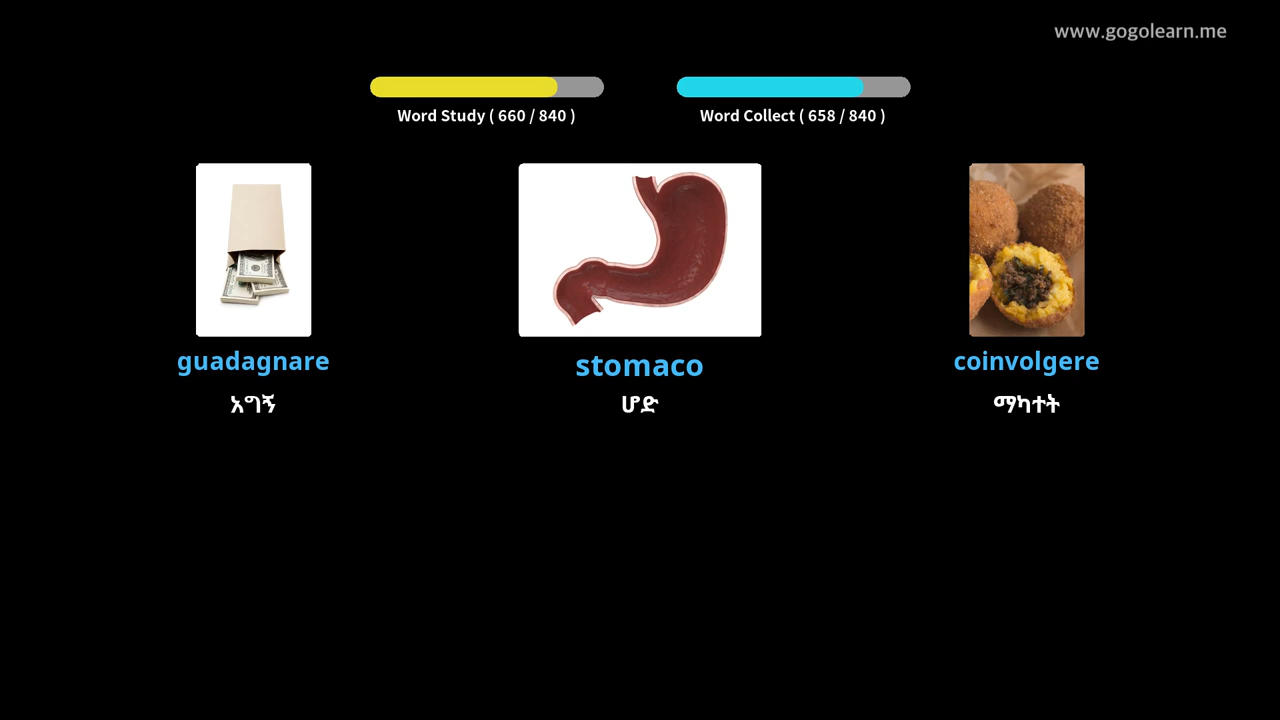 www.gogolearn.me
Word Study ( 660 / 840 )
Word Collect ( 658 / 840 )
guadagnare
stomaco
coinvolgere
አግኝ
ሆድ
ማካተት